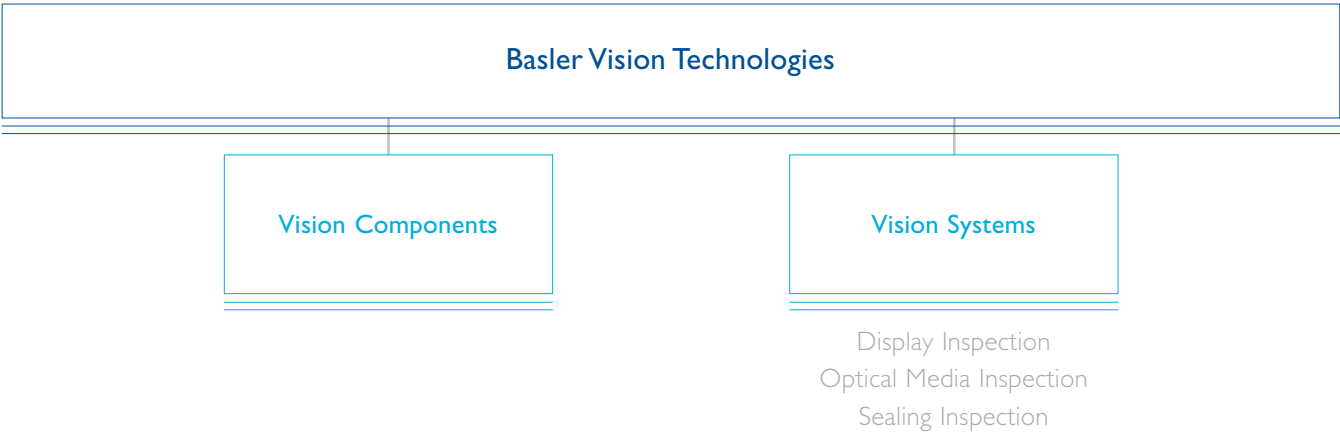 Basler Vision Technologies
Vision Components
Vision Systems
Display Inspection
Optical Media Inspection
Sealing Inspection